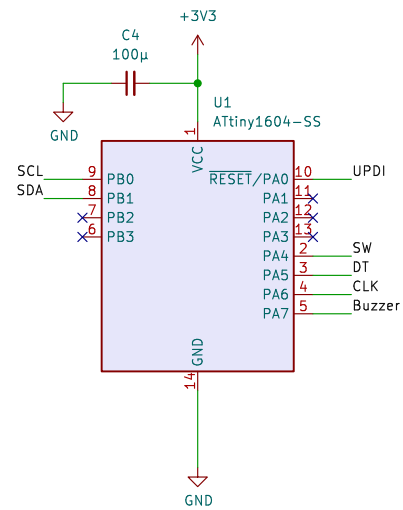 +3V3
C4
100µ
GND
U1
ATtiny1604-SS
1
VCC
SCL 9 PB0
SDA 8 PB1
7 PB2
6 PB3
RESET/PA0 10 UPDI
PA1 11
PA2 12
PA3 13
PA4 2 SW
PA5 3 DT
PA6 4 CLK
PA7 5 Buzzer
GND
14
GND